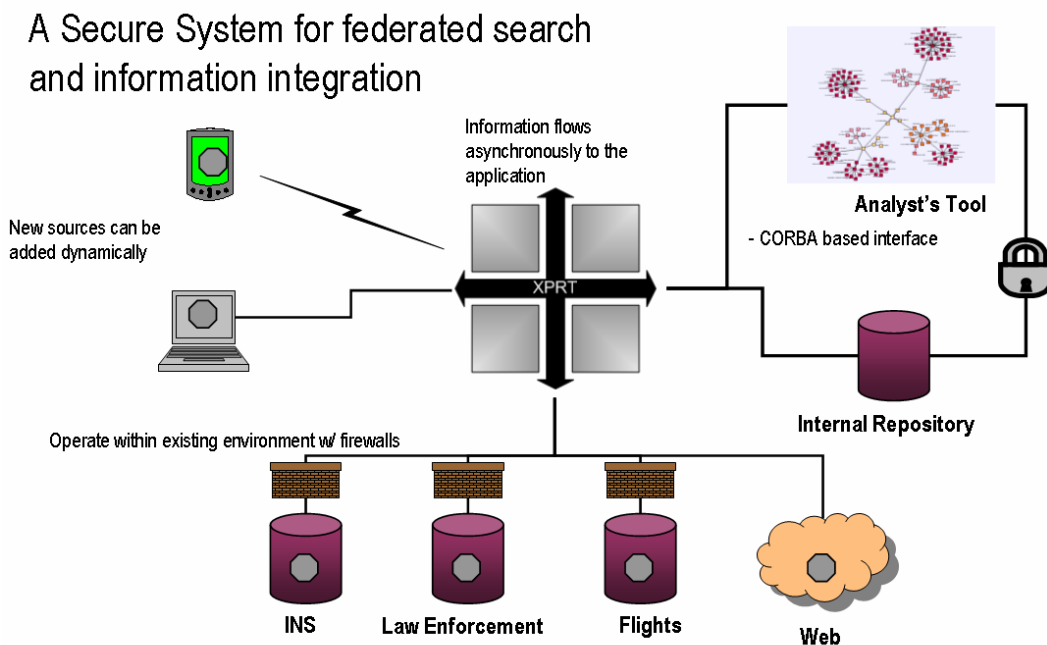 A Secure System for federated search
and information integration
Information flows
asynchronously to the
application
New sources can be
added dynamically
Analyst's Tool
- CORBA based interface
XPRT
Internal Repository
Operate within existing environment w/ firewalls
INS
Law Enforcement
Flights
Web